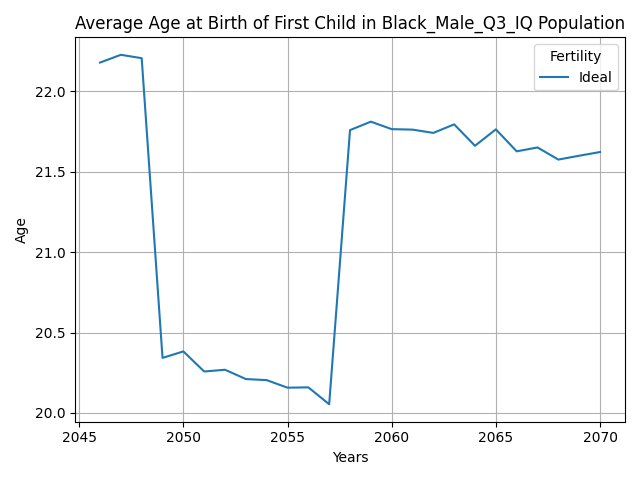 Average Age at Birth of First Child in Black_Male_Q3_IQ Population
Fertility
Ideal
22.0
21.5
21.0
20.5
20.0
Age
2045
2050
2055
2060
2065
2070
Years